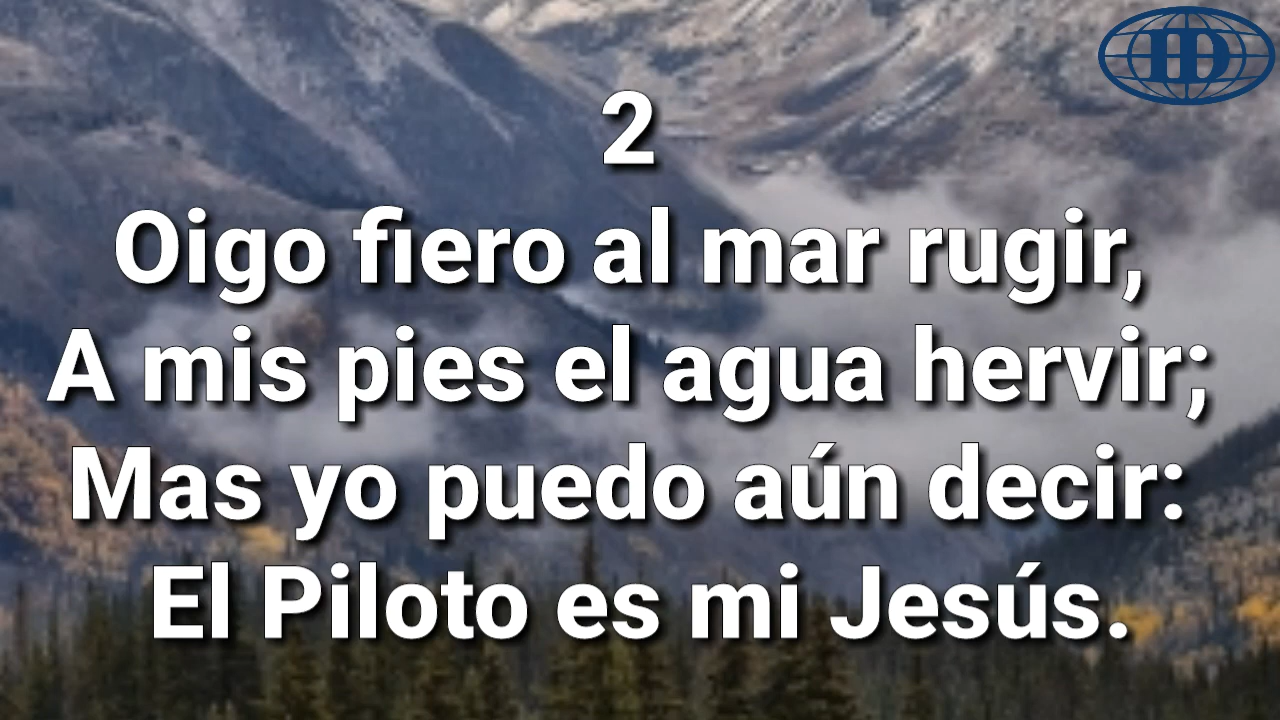 2
Oigo fiero al mar rugir,
A mis pies el agua hervir;
Mas yo puedo aún decir:
El Piloto es mi Jesús.